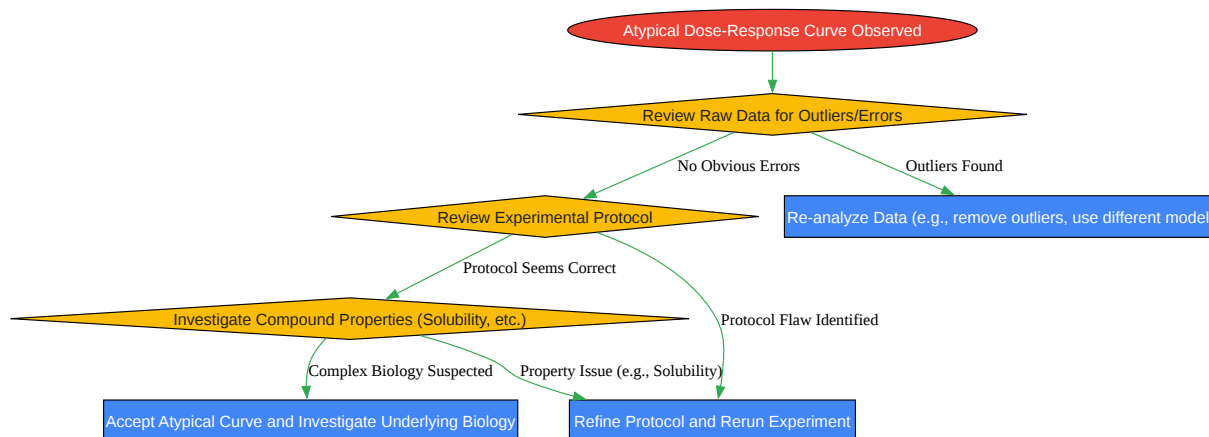 Atypical Dose-Response Curve Observed
Review Raw Data for Outliers/Errors
No Obvious Errors
Outliers Found
Review Experimental Protocol
Re-analyze Data (e.g., remove outliers, use different model
Protocol Seems Correct
Investigate Compound Properties (Solubility, etc.)
Protocol Flaw Identified
Complex Biology Suspected
Property Issue (e.g., Solubility)
Accept Atypical Curve and Investigate Underlying Biology
Refine Protocol and Rerun Experiment